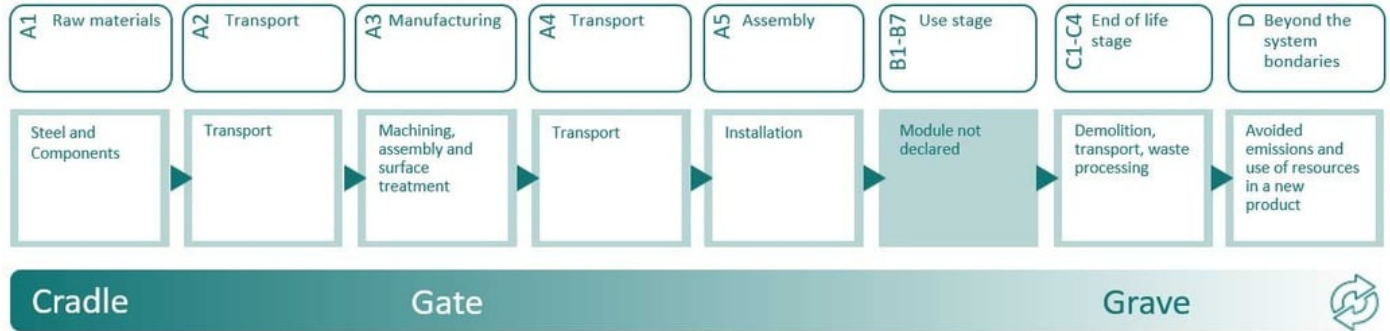 A1 Raw materials
A2 Transport
A3 Manufacturing
A4 Transport
A5 Assembly
B1-B7 Use stage
C1-C4 End of life
stage
D Beyond the
system
bondaries
Steel and
Components
Transport
Machining,
assembly and
surface
treatment
Transport
Installation
Module not
declared
Demolition,
transport, waste
processing
Avoided
emissions and
use of resources
in a new
product
Cradle
Gate
Grave